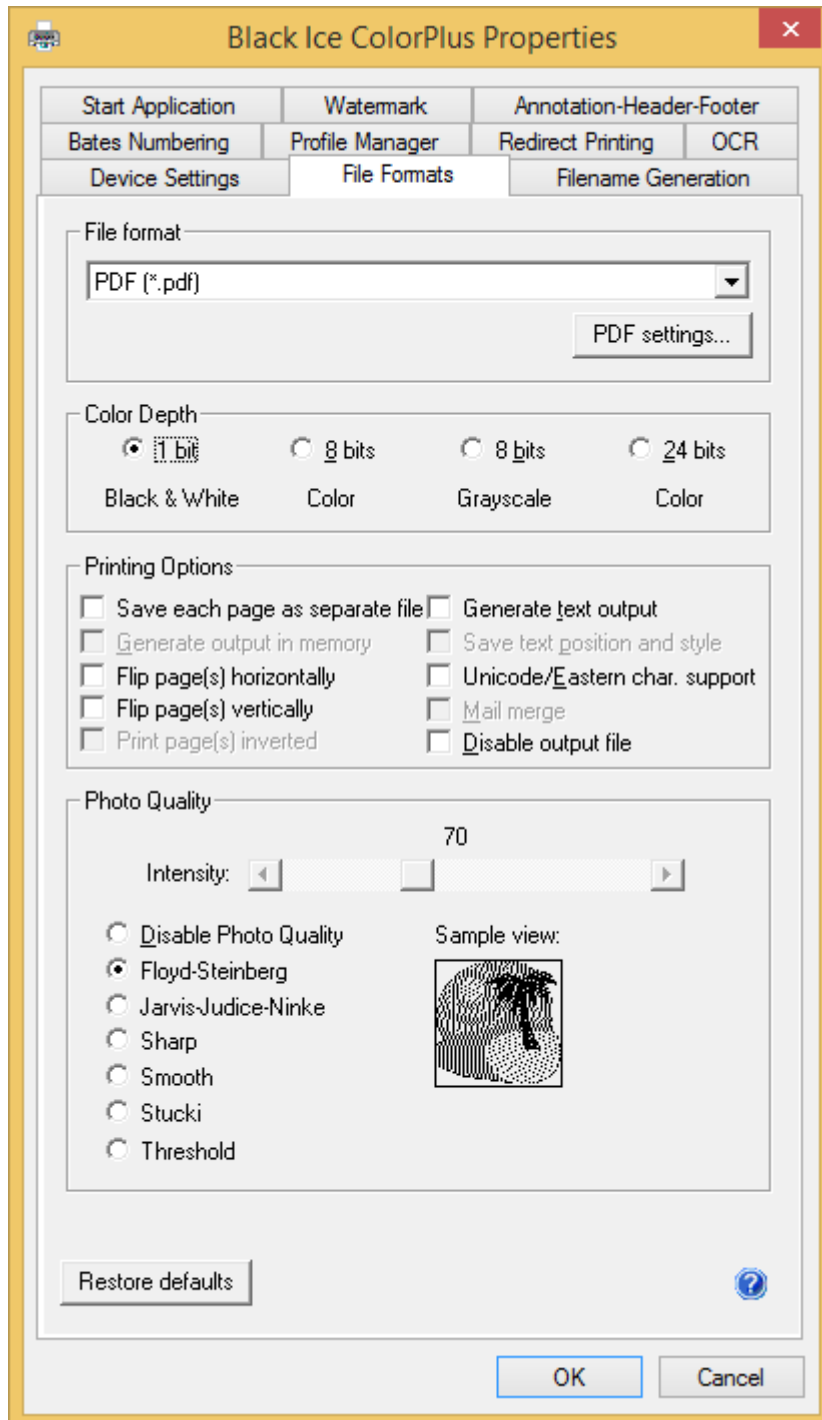 Black Ice ColorPlus Properties
Start Application Watermark Annotation-Header-Footer
Bates Numbering Profile Manager Redirect Printing OCR
Device Settings File Formats Filename Generation
File format
PDF (*.pdf)
PDF settings...
Color Depth
1 bit 8 bits 8 bits 24 bits
Black & White Color Grayscale Color
Printing Options
Save each page as separate file Generate text output
Generate output in memory Save text position and style
Flip page(s) horizontally Unicode/Eastern char. support
Flip page(s) vertically Mail merge
Print page(s) inverted Disable output file
Photo Quality
70
Intensity:
Disable Photo Quality Sample view:
Floyd-Steinberg
Jarvis-Judice-Ninke
Sharp
Smooth
Stucki
Threshold
Restore defaults ?
OK Cancel